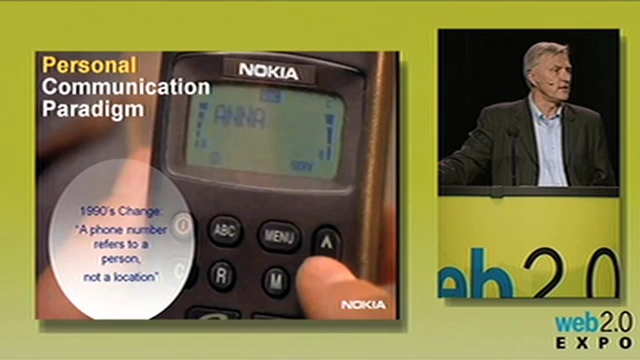 Personal
Communication
Paradigm
NOKIA
ANNA
1990's Change:
"A phone number
refers to a
person,
not a location"
ABC
MENU
R
M
NOKIA
web 2.0
web2.0
EXPO